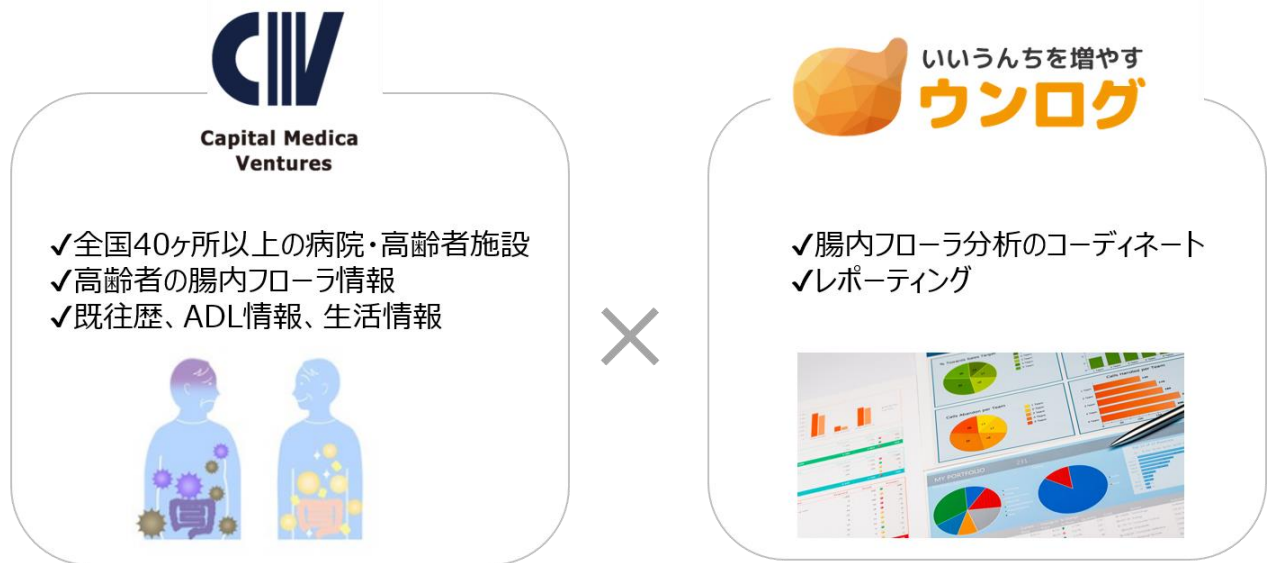 CMV
Capital Medica
Ventures
✓全国40ヶ所以上の病院・高齢者施設
✓高齢者の腸内フローラ情報
✓既往歴、ADL情報、生活情報
×
いいうんちを増やす
ウンログ
✓腸内フローラ分析のコーディネート
✓レポーティング
MY PORTFOLIO